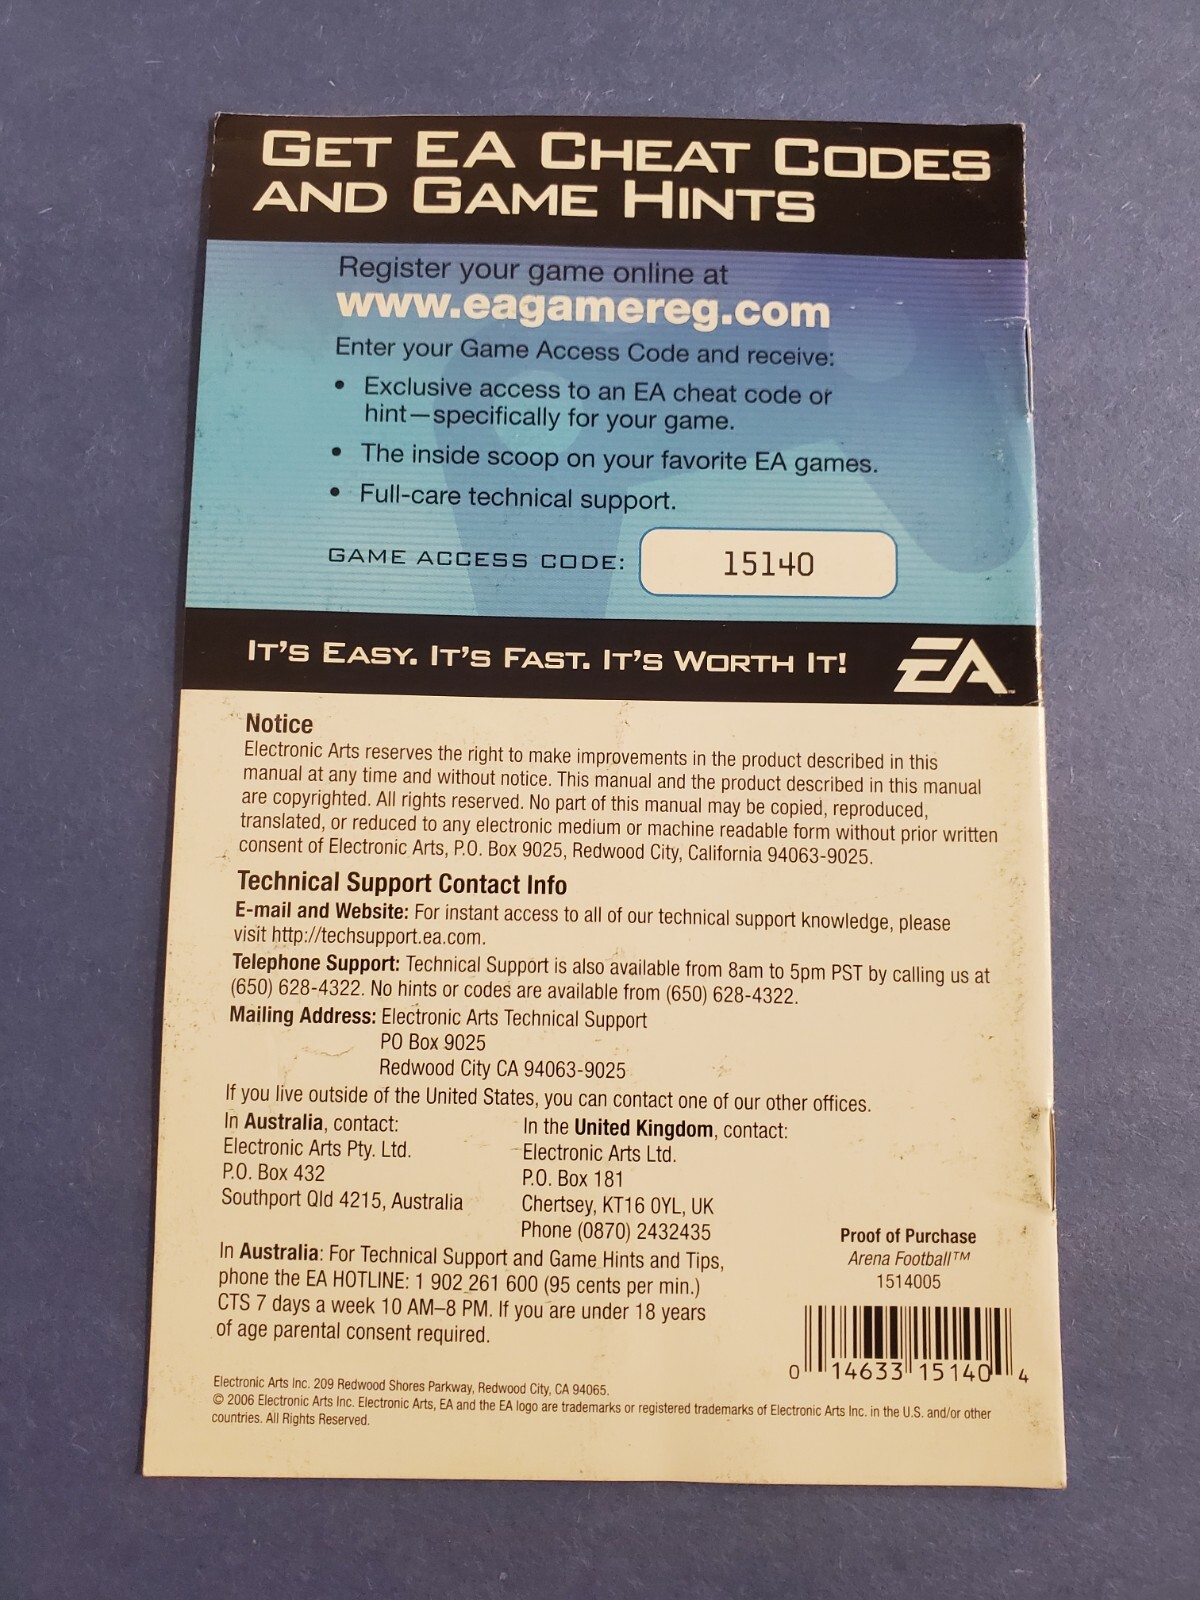 GET EA CHEAT CODES
AND GAME HINTS
Register your game online at
www.eagamereg.com
Enter your Game Access Code and receive:
• Exclusive access to an EA cheat code or
hint—specifically for your game.
• The inside scoop on your favorite EA games.
• Full-care technical support.
GAME ACCESS CODE: 15140
IT'S EASY. IT'S FAST. IT'S WORTH IT! EA™
Notice
Electronic Arts reserves the right to make improvements in the product described in this
manual at any time and without notice. This manual and the product described in this manual
are copyrighted. All rights reserved. No part of this manual may be copied, reproduced,
translated, or reduced to any electronic medium or machine readable form without prior written
consent of Electronic Arts, P.O. Box 9025, Redwood City, California 94063-9025.
Technical Support Contact Info
E-mail and Website: For instant access to all of our technical support knowledge, please
visit http://techsupport.ea.com.
Telephone Support: Technical Support is also available from 8am to 5pm PST by calling us at
(650) 628-4322. No hints or codes are available from (650) 628-4322.
Mailing Address: Electronic Arts Technical Support
PO Box 9025
Redwood City CA 94063-9025
If you live outside of the United States, you can contact one of our other offices.
In Australia, contact:
Electronic Arts Pty. Ltd.
P.O. Box 432
Southport Qld 4215, Australia
In the United Kingdom, contact:
Electronic Arts Ltd.
P.O. Box 181
Chertsey, KT16 0YL, UK
Phone (0870) 2432435
In Australia: For Technical Support and Game Hints and Tips,
phone the EA HOTLINE: 1 902 261 600 (95 cents per min.)
CTS 7 days a week 10 AM–8 PM. If you are under 18 years
of age parental consent required.
Proof of Purchase
Arena Football™
1514005
0 14633 15140 4
Electronic Arts Inc. 209 Redwood Shores Parkway, Redwood City, CA 94065.
© 2006 Electronic Arts Inc. Electronic Arts, EA and the EA logo are trademarks or registered trademarks of Electronic Arts Inc. in the U.S. and/or other
countries. All Rights Reserved.